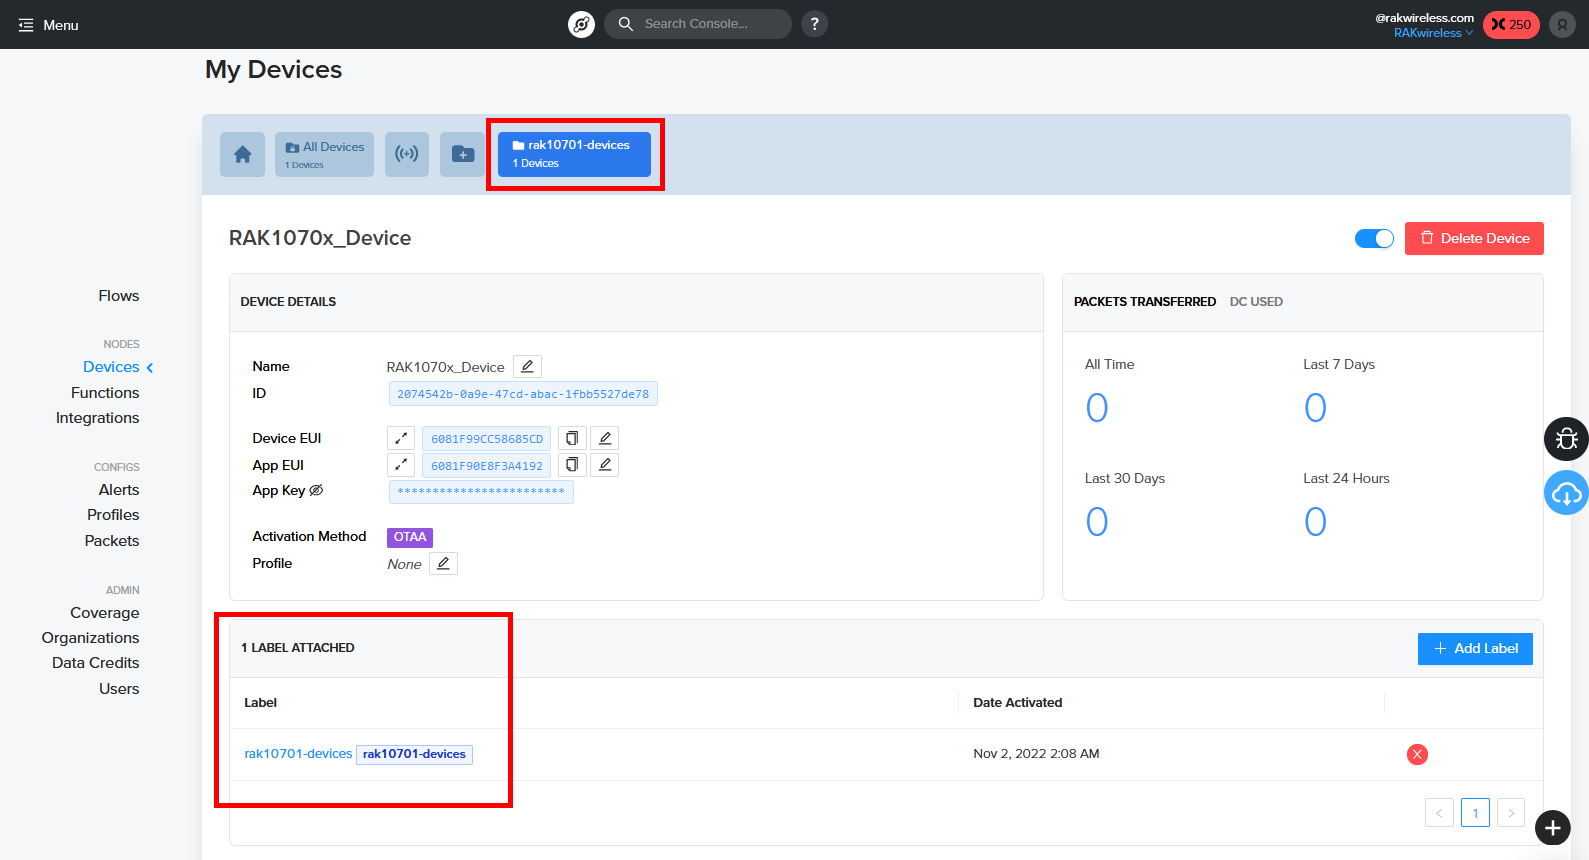 Menu
Search Console...
?
@rakwireless.com
RAKwireless
250
My Devices
All Devices
1 Devices
rak10701-devices
1 Devices
RAK1070x_Device
Delete Device
Flows
NODES
Devices
Functions
Integrations
CONFIGS
Alerts
Profiles
Packets
ADMIN
Coverage
Organizations
Data Credits
Users
DEVICE DETAILS
Name
RAK1070x_Device
ID
2074542b-0a9e-47cd-abac-1fbb5527de78
Device EUI
6081F99CC58685CD
App EUI
6081F90E8F3A4192
App Key
************************
Activation Method
OTAA
Profile
None
PACKETS TRANSFERRED
DC USED
All Time
0
Last 7 Days
0
Last 30 Days
0
Last 24 Hours
0
1 LABEL ATTACHED
+ Add Label
Label
Date Activated
rak10701-devices rak10701-devices
Nov 2, 2022 2:08 AM
< 1 >